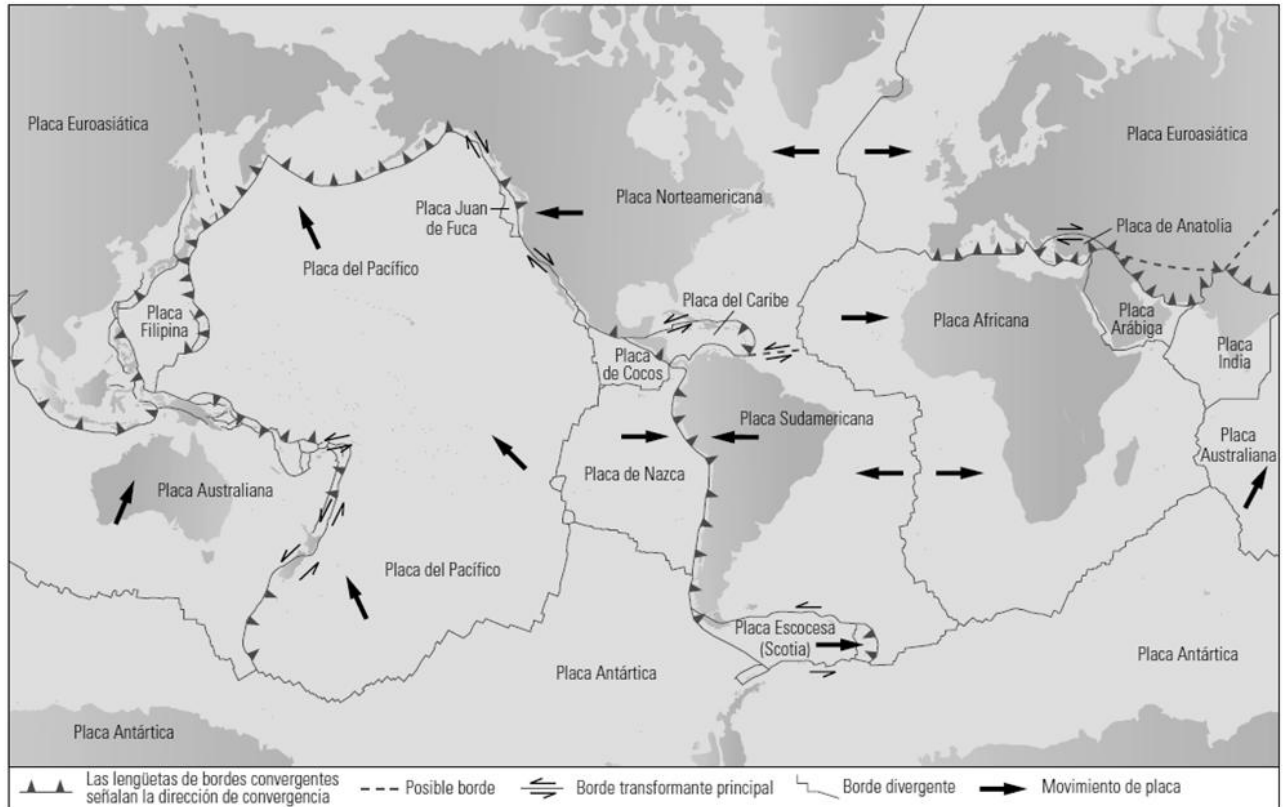 Placa Euroasiática
Placa Juan
de Fuca
Placa Norteamericana
Placa Euroasiática
Placa de Anatolia
Placa del Pacífico
Placa
Filipina
Placa del Caribe
Placa
de Cocos
Placa Africana
Placa
Arábiga
Placa
India
Placa Australiana
Placa de Nazca
Placa Sudamericana
Placa
Australiana
Placa del Pacífico
Placa Escocesa
(Scotia)
Placa Antártica
Placa Antártica
Placa Antártica
Las lengüetas de bordes convergentes
señalan la dirección de convergencia
Posible borde
Borde transformante principal
Borde divergente
Movimiento de placa